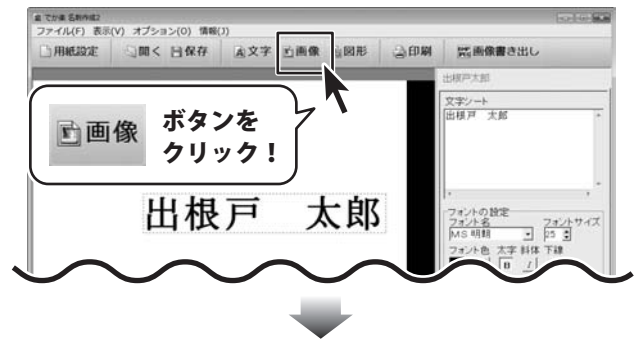 でか楽 名刺作成2
ファイル(F) 表示(V) オプション(O) 情報(J)
用紙設定 開く 保存 文字 画像 図形 印刷 画像書き出し
出根戸太郎
文字シート
出根戸 太郎
画像 ボタンを
クリック！
出根戸 太郎
フォントの設定
フォント名 フォントサイズ
MS 明朝 25
フォント色 太字 斜体 下線
B I